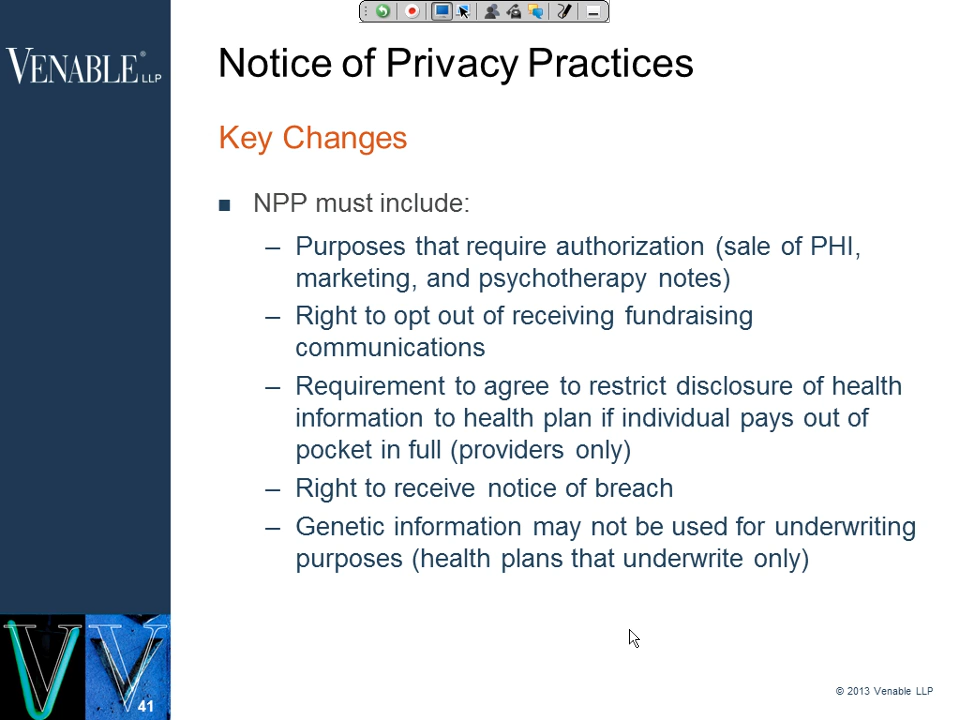 VENABLE® LLP
Notice of Privacy Practices
Key Changes
■ NPP must include:
– Purposes that require authorization (sale of PHI,
marketing, and psychotherapy notes)
– Right to opt out of receiving fundraising
communications
– Requirement to agree to restrict disclosure of health
information to health plan if individual pays out of
pocket in full (providers only)
– Right to receive notice of breach
– Genetic information may not be used for underwriting
purposes (health plans that underwrite only)
V V
41
© 2013 Venable LLP